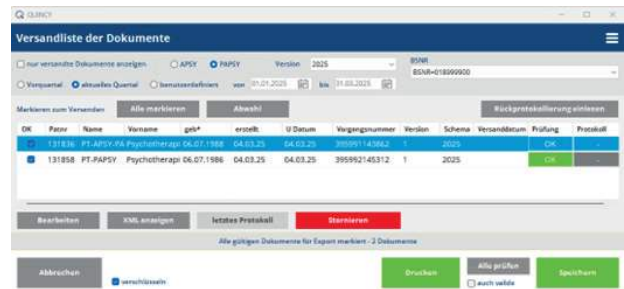 QUINCY
Versandliste der Dokumente
nur versandte Dokumente anzeigen APSY PAPSY Version 2025 BSNR
BSNR=018999900
Vorquartal aktuelles Quartal benutzerdefiniert von 01.01.2025 bis 31.03.2025
Markieren zum Versenden Alle markieren Abwahl Rückprotokollierung einlesen
OK Patnr Name Vorname geb* erstellt U Datum Vorgangsnummer Version Schema Versanddatum Prüfung Protokoll
131836 PT-APSY-PA Psychotherapi 06.07.1988 04.03.25 04.03.25 395991143862 1 2025 OK -
131858 PT-PAPSY Psychotherapi 06.07.1986 04.03.25 04.03.25 395992145312 1 2025 OK -
Bearbeiten XML anzeigen letztes Protokoll Stornieren
Alle gültigen Dokumente für Export markiert - 2 Dokumente
Abbrechen verschlüsseln Drucken Alle prüfen Speichern
auch valide